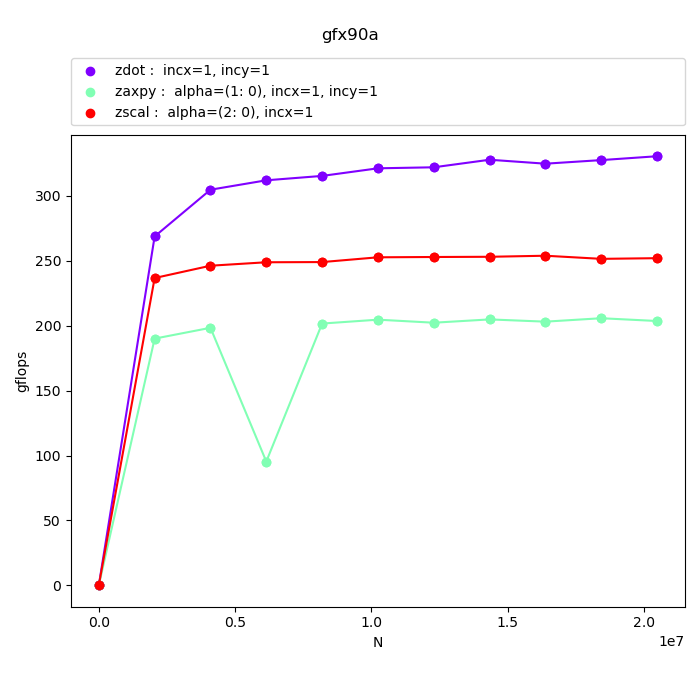 gfx90a
zdot :  incx=1, incy=1
zaxpy :  alpha=(1: 0), incx=1, incy=1
zscal :  alpha=(2: 0), incx=1
300
250
200
150
100
50
0
gflops
0.0 0.5 1.0 1.5 2.0
1e7
N